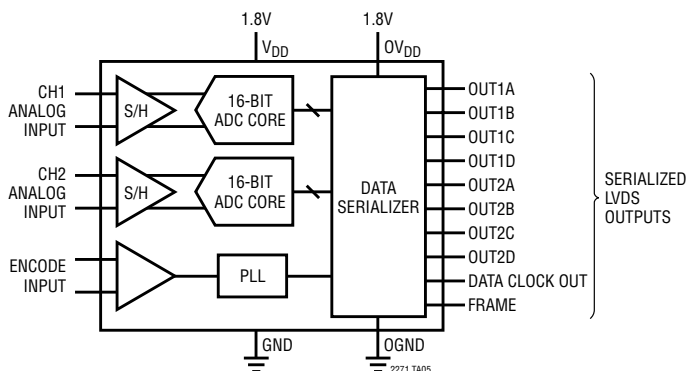 1.8V
1.8V
VDD
OVDD
CH1
ANALOG
INPUT
S/H
16-BIT
ADC CORE
CH2
ANALOG
INPUT
S/H
16-BIT
ADC CORE
ENCODE
INPUT
PLL
DATA
SERIALIZER
OUT1A
OUT1B
OUT1C
OUT1D
OUT2A
OUT2B
OUT2C
OUT2D
DATA CLOCK OUT
FRAME
SERIALIZED
LVDS
OUTPUTS
GND
OGND
2271 TA05